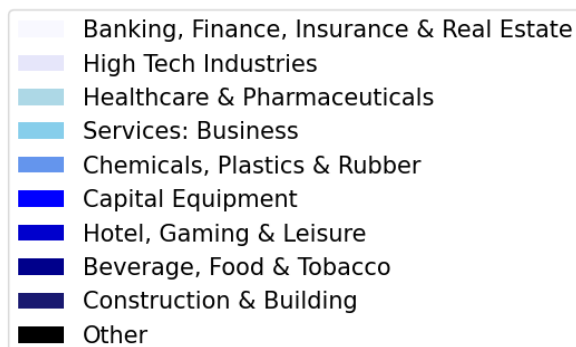 Banking, Finance, Insurance & Real Estate
High Tech Industries
Healthcare & Pharmaceuticals
Services: Business
Chemicals, Plastics & Rubber
Capital Equipment
Hotel, Gaming & Leisure
Beverage, Food & Tobacco
Construction & Building
Other